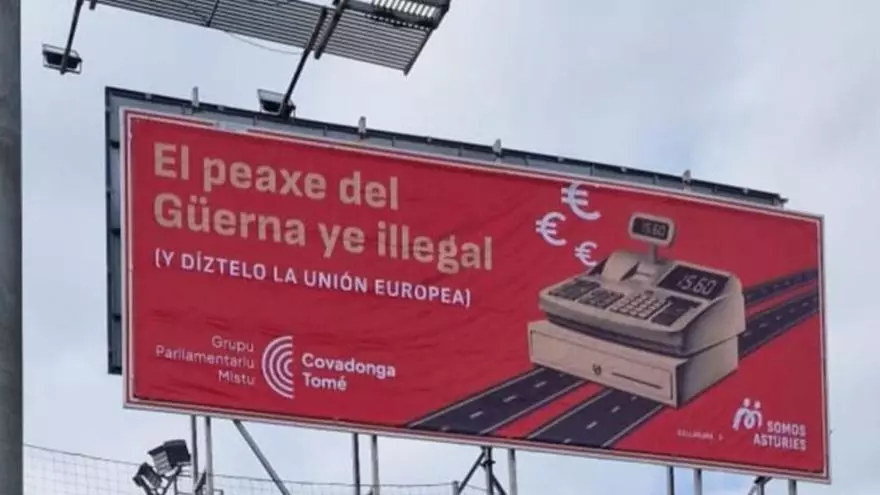 El peaxe del
Güerna ye illegal
(Y DÍZTELO LA UNIÓN EUROPEA)
Grupu
Parllamentariu
Mistu
Covadonga
Tomé
€
€
€
15.60
15.60
SOMOS
ASTURIES